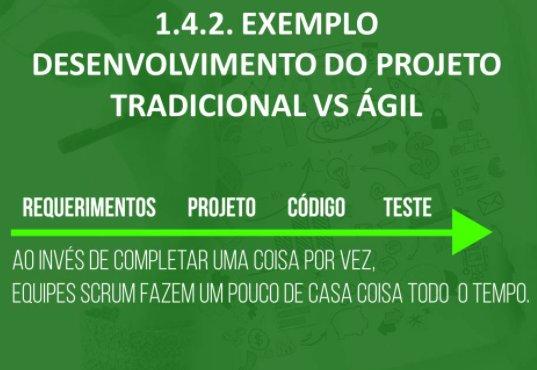 1.4.2. EXEMPLO
DESENVOLVIMENTO DO PROJETO
TRADICIONAL VS ÁGIL
REQUERIMENTOS PROJETO CÓDIGO TESTE
AO INVÉS DE COMPLETAR UMA COISA POR VEZ,
EQUIPES SCRUM FAZEM UM POUCO DE CASA COISA TODO O TEMPO.